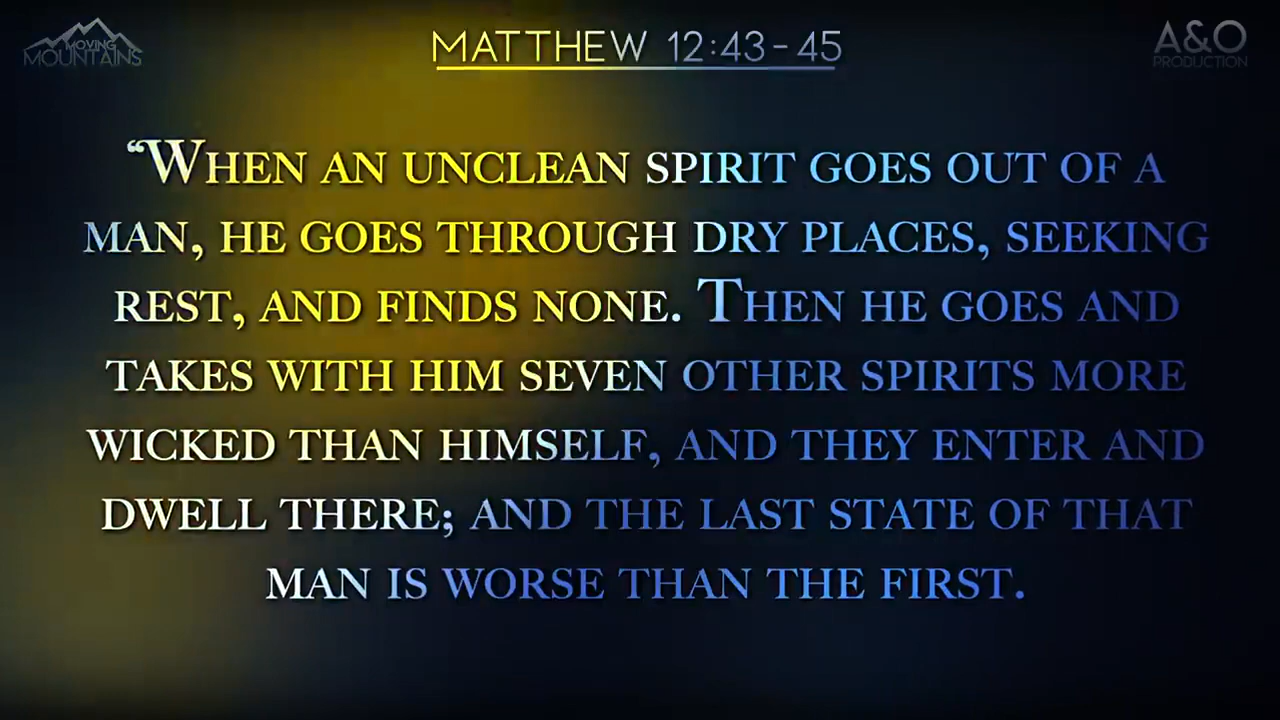 MOVING
MOUNTAINS
MATTHEW 12:43-45
A&O
PRODUCTION
“WHEN AN UNCLEAN SPIRIT GOES OUT OF A
MAN, HE GOES THROUGH DRY PLACES, SEEKING
REST, AND FINDS NONE. THEN HE GOES AND
TAKES WITH HIM SEVEN OTHER SPIRITS MORE
WICKED THAN HIMSELF, AND THEY ENTER AND
DWELL THERE; AND THE LAST STATE OF THAT
MAN IS WORSE THAN THE FIRST.